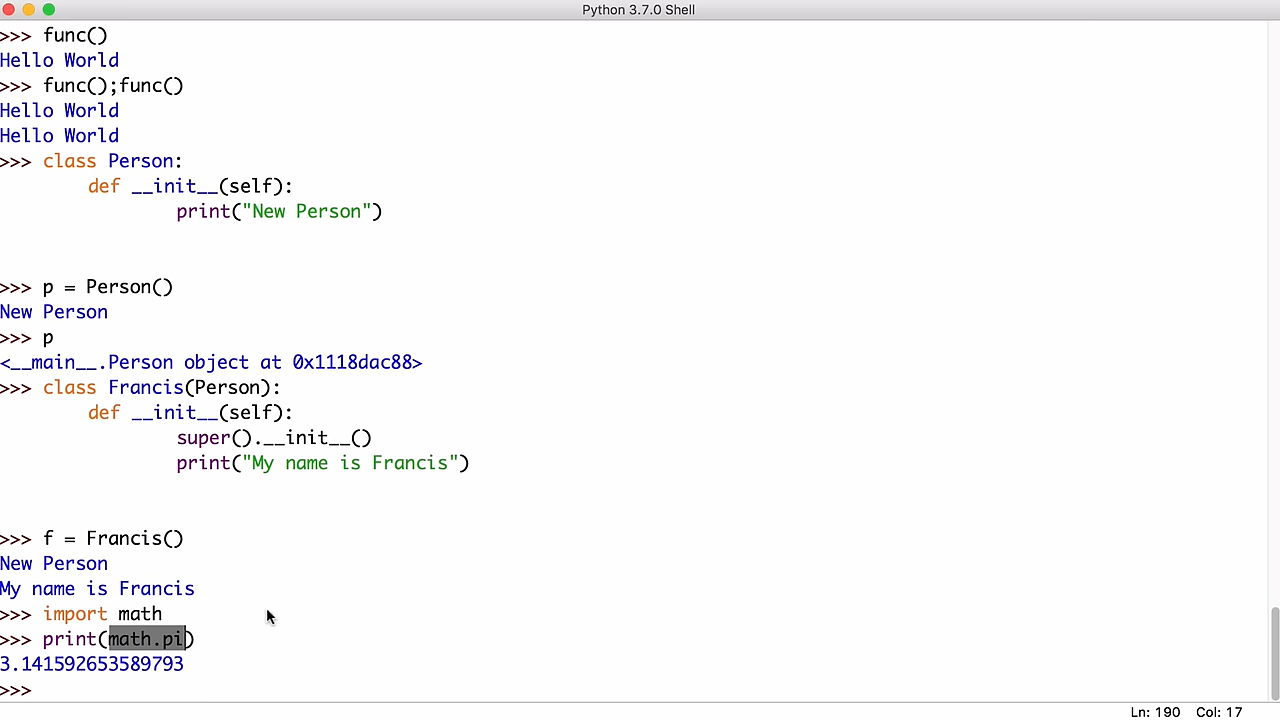 Python 3.7.0 Shell
>>> func()
Hello World
>>> func();func()
Hello World
Hello World
>>> class Person:
        def __init__(self):
                print("New Person")
>>> p = Person()
New Person
>>> p
<__main__.Person object at 0x1118dac88>
>>> class Francis(Person):
        def __init__(self):
                super().__init__()
                print("My name is Francis")
>>> f = Francis()
New Person
My name is Francis
>>> import math
>>> print(math.pi)
3.141592653589793
>>>
Ln: 190 Col: 17